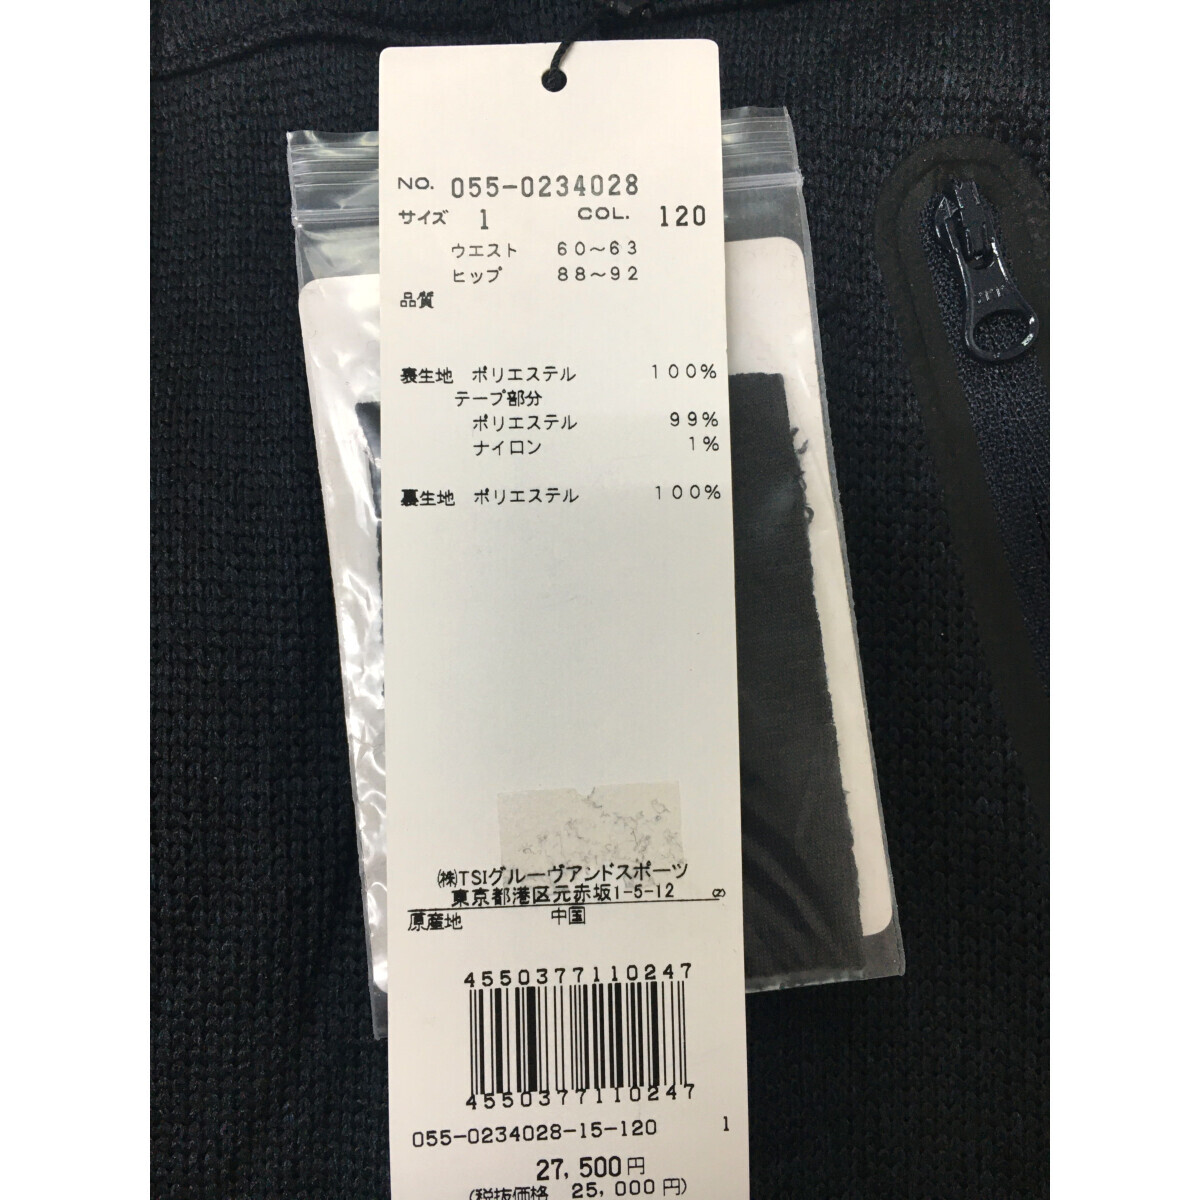 NO. 055-0234028
サイズ 1 COL. 120
ウエスト 60～63
ヒップ 88～92
品質
表生地 ポリエステル 100%
テープ部分
ポリエステル 99%
ナイロン 1%
裏生地 ポリエステル 100%
㈱TSIグルーヴアンドスポーツ
東京都港区元赤坂1-5-12
原産地 中国
4550377110247
4550377110247
055-0234028-15-120 1
27,500円
(税抜価格 25,000円)